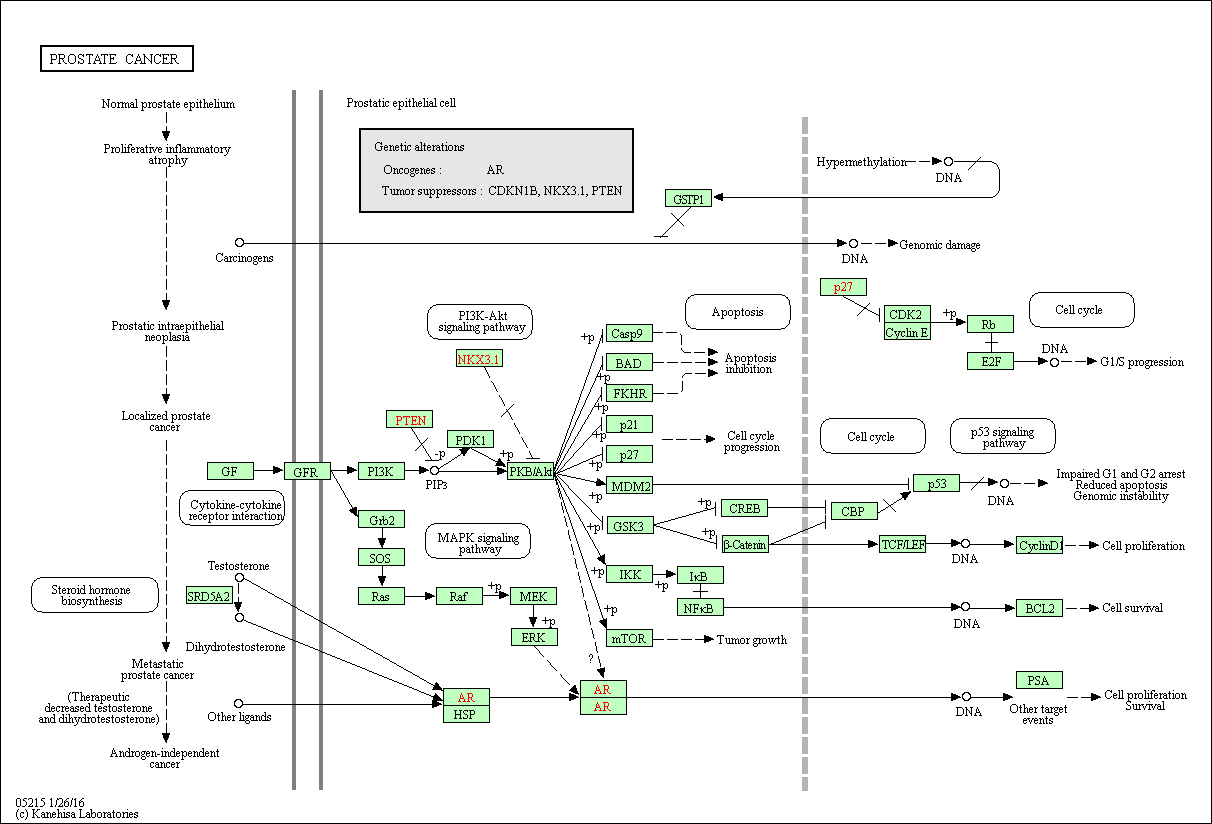 PROSTATE CANCER
Normal prostate epithelium
Prostatic epithelial cell
Proliferative inflammatory
atrophy
Genetic alterations
Oncogenes : AR
Tumor suppressors : CDKN1B, NKX3.1, PTEN
Hypermethylation
DNA
GSTP1
Carcinogens
DNA
Genomic damage
Prostatic intraepithelial
neoplasia
PI3K-Akt
signaling pathway
Apoptosis
p27
CDK2
Cyclin E
+p
Rb
Cell cycle
E2F
DNA
G1/S progression
NKX3.1
+p
Casp9
BAD
+p
FKHR
Apoptosis
inhibition
Localized prostate
cancer
PTEN
PDK1
-p
+p
PIP3
+p
p21
+p
p27
Cell cycle
progression
+p
Cell cycle
p53 signaling
pathway
GF
GFR
PI3K
PKB/Akt
MDM2
p53
DNA
Impaired G1 and G2 arrest
Reduced apoptosis
Genomic instability
Cytokine-cytokine
receptor interaction
Grb2
MAPK signaling
pathway
+p
+p
GSK3
+p
CREB
+p
β-Catenin
CBP
TCF/LEF
DNA
CyclinD1
Cell proliferation
SOS
Testosterone
Steroid hormone
biosynthesis
SRD5A2
Ras
Raf
+p
MEK
+p
ERK
+p
IKK
+p
IκB
NFκB
DNA
BCL2
Cell survival
Dihydrotestosterone
+p
mTOR
Tumor growth
?
Metastatic
prostate cancer
(Therapeutic
decreased testosterone
and dihydrotestosterone)
Other ligands
AR
HSP
AR
AR
DNA
PSA
Other target
events
Cell proliferation
Survival
Androgen-independent
cancer
05215 1/26/16
(c) Kanehisa Laboratories